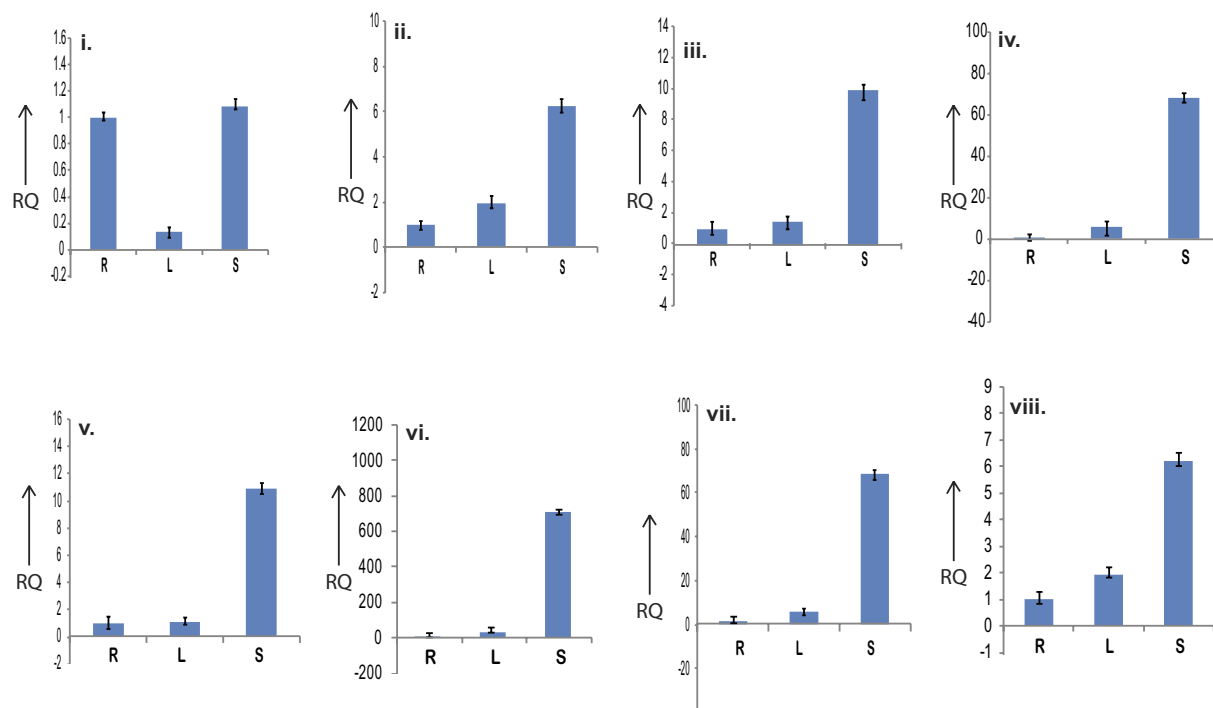 i.
1.6
1.4
1.2
1
0.8
0.6
0.4
0.2
0
-0.2
RQ
R L S
ii.
10
8
6
4
2
0
-2
RQ
R L S
iii.
14
12
10
8
6
4
2
0
-2
-4
RQ
R L S
iv.
100
80
60
40
20
0
-20
-40
RQ
R L S
v.
16
14
12
10
8
6
4
2
0
-2
RQ
R L S
vi.
1200
1000
800
600
400
200
0
-200
RQ
R L S
vii.
100
80
60
40
20
0
-20
RQ
R L S
viii.
9
8
7
6
5
4
3
2
1
0
-1
RQ
R L S